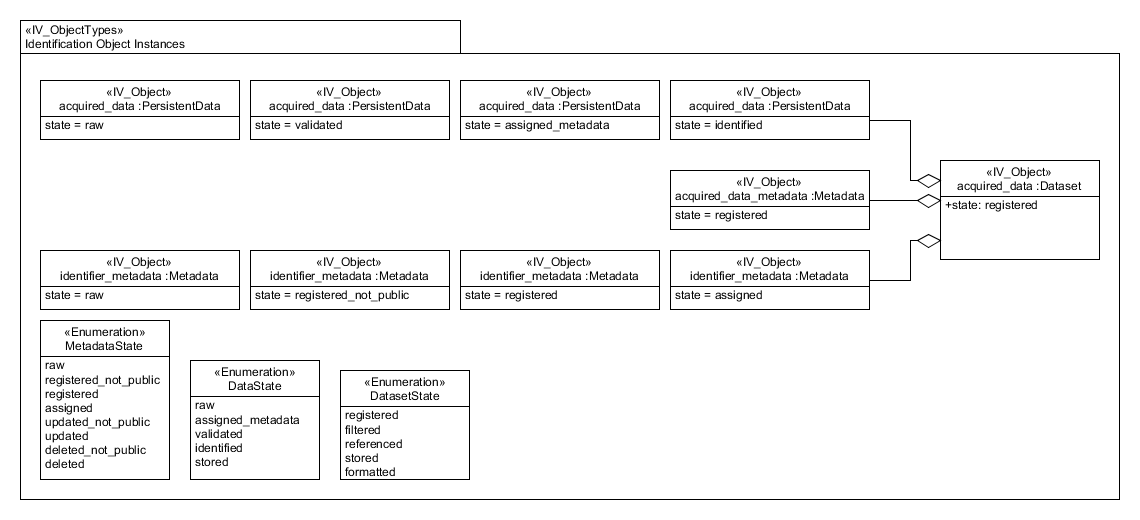 «IV_ObjectTypes»
Identification Object Instances
«IV_Object»
acquired_data :PersistentData
state = raw
«IV_Object»
acquired_data :PersistentData
state = validated
«IV_Object»
acquired_data :PersistentData
state = assigned_metadata
«IV_Object»
acquired_data :PersistentData
state = identified
«IV_Object»
acquired_data_metadata :Metadata
state = registered
«IV_Object»
acquired_data :Dataset
+state: registered
«IV_Object»
identifier_metadata :Metadata
state = raw
«IV_Object»
identifier_metadata :Metadata
state = registered_not_public
«IV_Object»
identifier_metadata :Metadata
state = registered
«IV_Object»
identifier_metadata :Metadata
state = assigned
«Enumeration»
MetadataState
raw
registered_not_public
registered
assigned
updated_not_public
updated
deleted_not_public
deleted
«Enumeration»
DataState
raw
assigned_metadata
validated
identified
stored
«Enumeration»
DatasetState
registered
filtered
referenced
stored
formatted